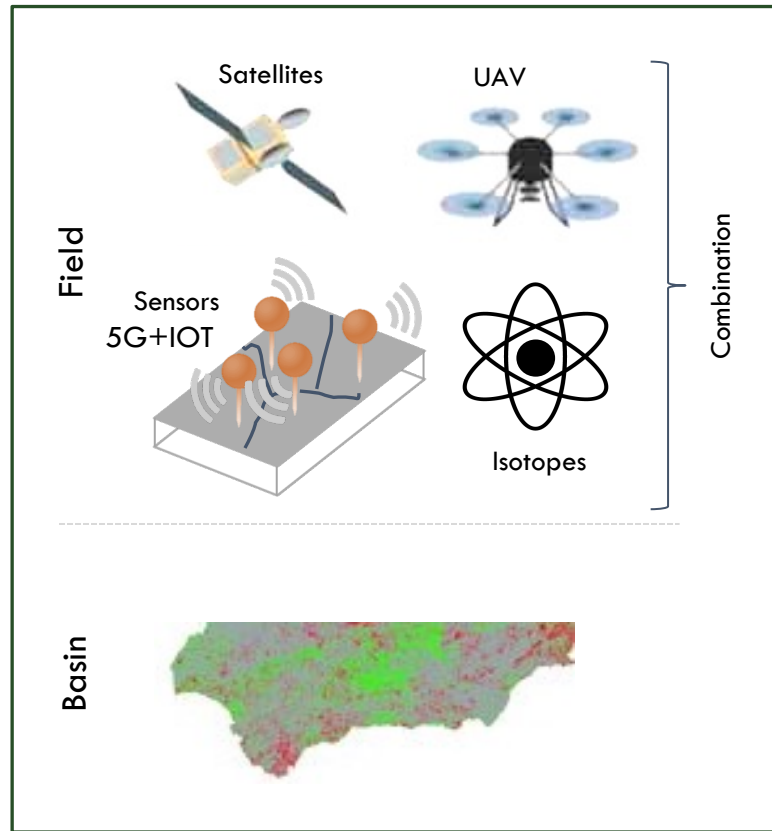 Satellites
UAV
Field
Sensors
5G+IOT
Isotopes
Combination
Basin